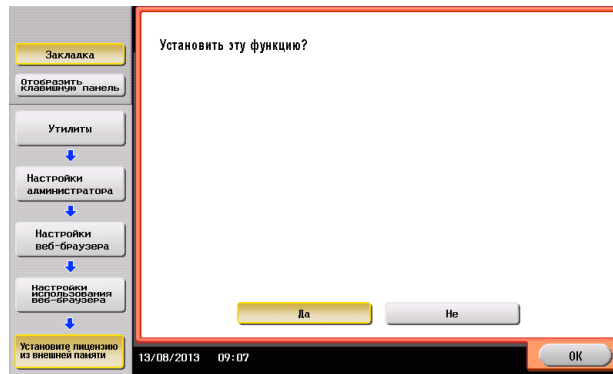 Закладка
Отобразить
клавишную панель
Утилиты
Настройки
администратора
Настройки
веб-браузера
Настройки
использования
веб-браузера
Установите лицензию
из внешней памяти
Установить эту функцию?
Да
Не
13/08/2013 09:07
OK